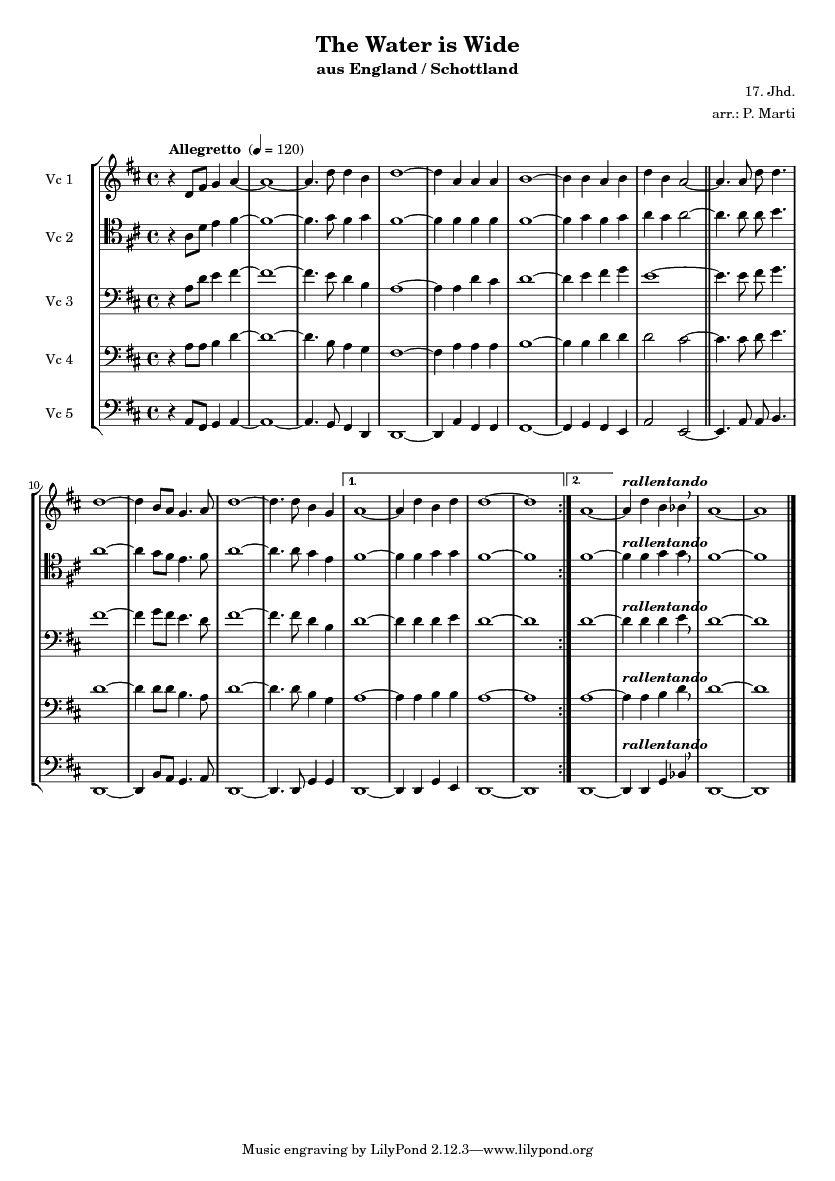 The Water is Wide
aus England / Schottland
17. Jhd.
arr.: P. Marti
Allegretto (♩ = 120)
Vc 1
Vc 2
Vc 3
Vc 4
Vc 5
10
1.
2.
rallentando
rallentando
rallentando
rallentando
rallentando
Music engraving by LilyPond 2.12.3—www.lilypond.org